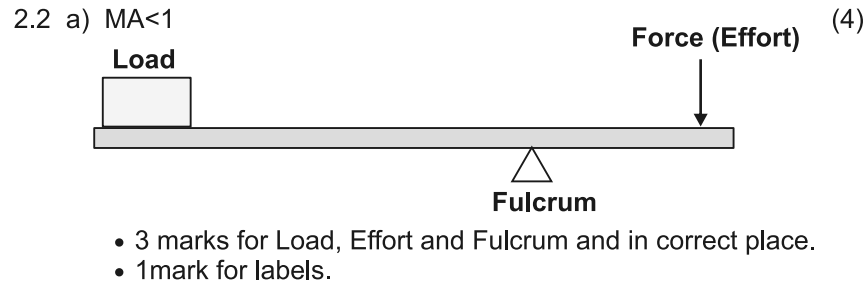 2.2 a) MA<1 (4)
Force (Effort)
Load
Fulcrum
• 3 marks for Load, Effort and Fulcrum and in correct place.
• 1mark for labels.